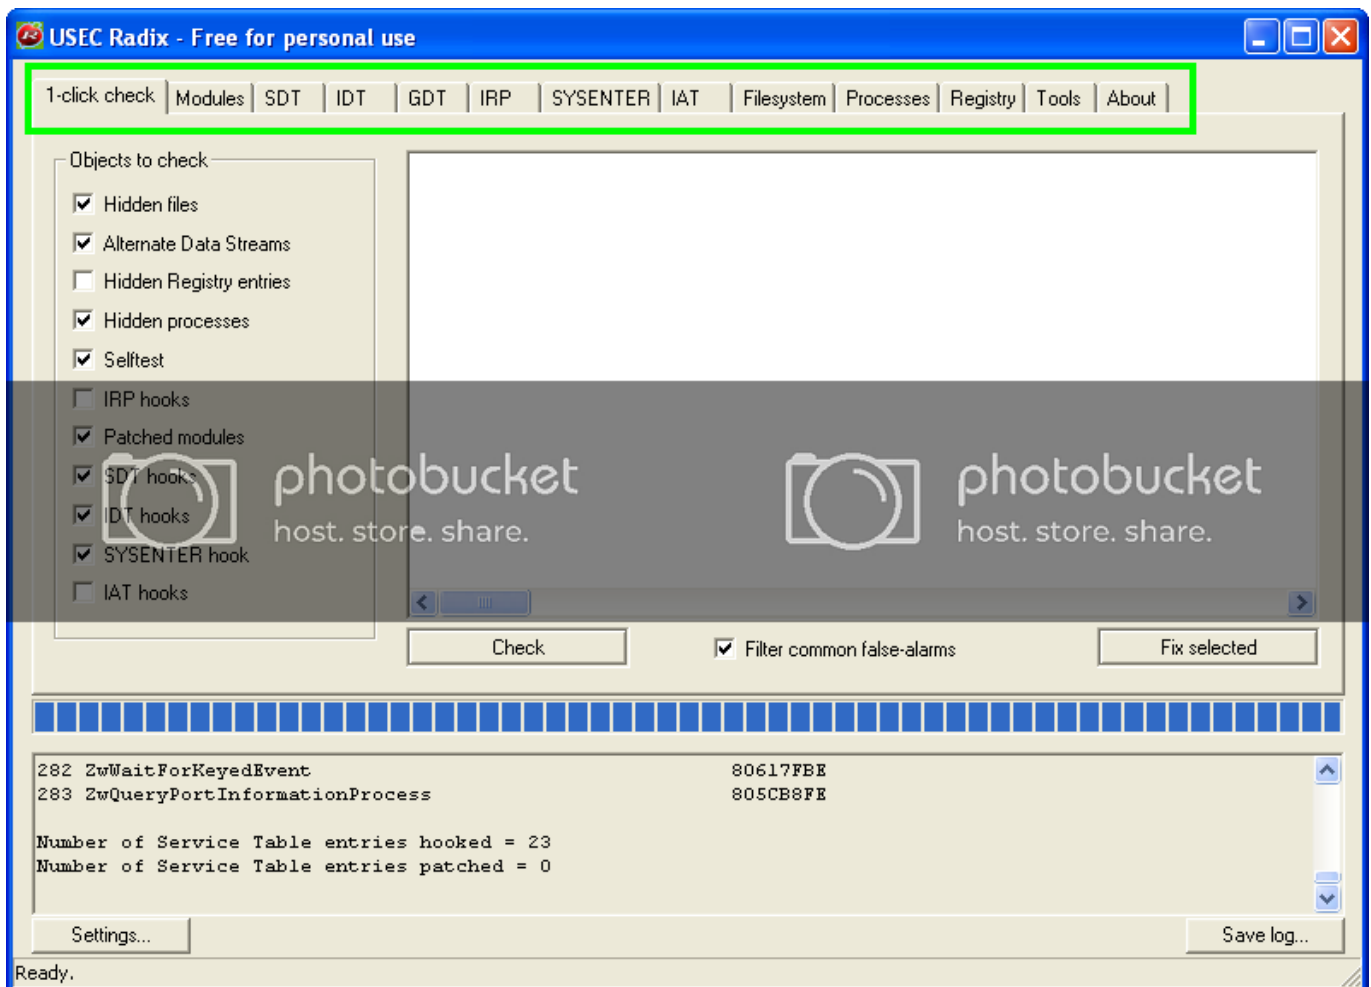 USEC Radix - Free for personal use
1-click check Modules SDT IDT GDT IRP SYSENTER IAT Filesystem Processes Registry Tools About
Objects to check
Hidden files
Alternate Data Streams
Hidden Registry entries
Hidden processes
Selftest
IRP hooks
Patched modules
SDT hooks
IDT hooks
SYSENTER hook
IAT hooks
photobucket photobucket
host. store. share. host. store. share.
Check Filter common false-alarms Fix selected
282 ZwWaitForKeyedEvent 80617FBE
283 ZwQueryPortInformationProcess 805CB8FE
Number of Service Table entries hooked = 23
Number of Service Table entries patched = 0
Settings... Save log...
Ready.